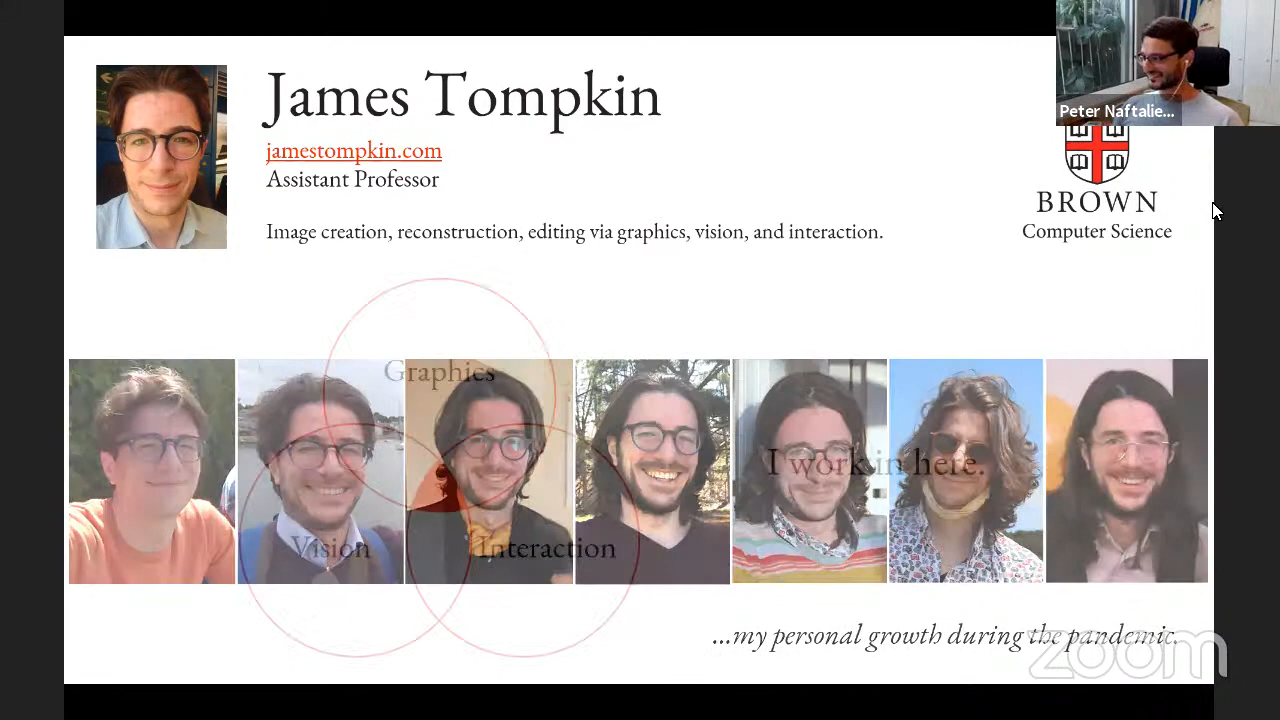 James Tompkin
jamestompkin.com
Assistant Professor
Image creation, reconstruction, editing via graphics, vision, and interaction.
Peter Naftalie...
BROWN
Computer Science
Graphics
I work in here.
Vision
Interaction
...my personal growth during the pandemic.
zoom